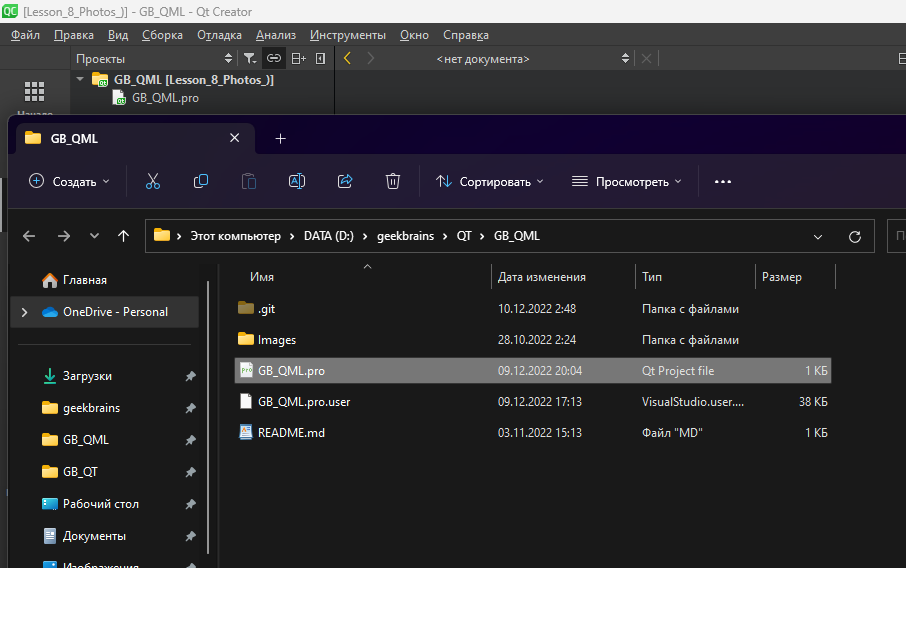 QC [Lesson_8_Photos_)] - GB_QML - Qt Creator
Файл Правка Вид Сборка Отладка Анализ Инструменты Окно Справка
Проекты <нет документа>
GB_QML [Lesson_8_Photos_)]
GB_QML.pro
Начало
GB_QML
Создать Сортировать Просмотреть
Этот компьютер DATA (D:) geekbrains QT GB_QML
Имя Дата изменения Тип Размер
Главная
.git 10.12.2022 2:48 Папка с файлами
OneDrive - Personal
Images 28.10.2022 2:24 Папка с файлами
GB_QML.pro 09.12.2022 20:04 Qt Project file 1 КБ
Загрузки
GB_QML.pro.user 09.12.2022 17:13 VisualStudio.user.... 38 КБ
geekbrains
README.md 03.11.2022 15:13 Файл "MD" 1 КБ
GB_QML
GB_QT
Рабочий стол
Документы
Изображения